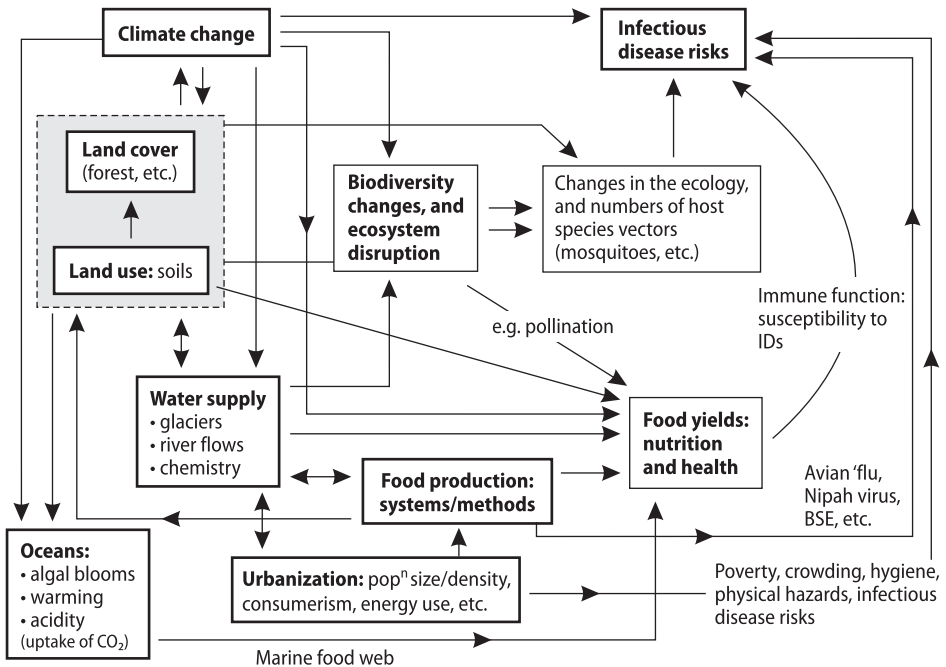 Climate change
Infectious
disease risks
Land cover
(forest, etc.)
Biodiversity
changes, and
ecosystem
disruption
Changes in the ecology,
and numbers of host
species vectors
(mosquitoes, etc.)
Land use: soils
Immune function:
susceptibility to
IDs
e.g. pollination
Water supply
• glaciers
• river flows
• chemistry
Food yields:
nutrition
and health
Food production:
systems/methods
Avian ‘flu,
Nipah virus,
BSE, etc.
Oceans:
• algal blooms
• warming
• acidity
(uptake of CO₂)
Urbanization: popⁿ size/density,
consumerism, energy use, etc.
Poverty, crowding, hygiene,
physical hazards, infectious
disease risks
Marine food web